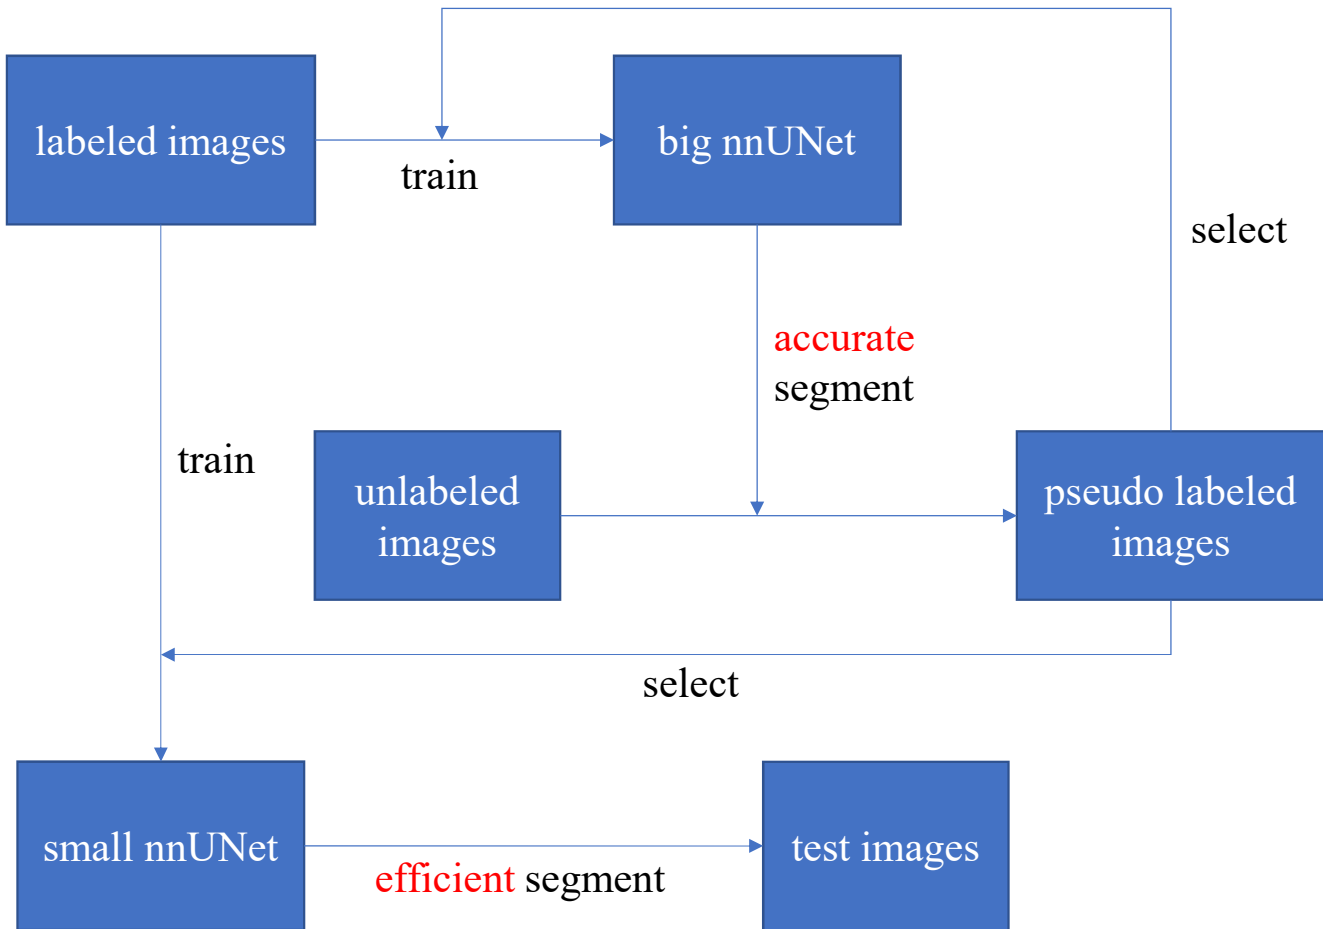 labeled images
train
big nnUNet
select
accurate
segment
train
unlabeled
images
pseudo labeled
images
select
small nnUNet
efficient segment
test images